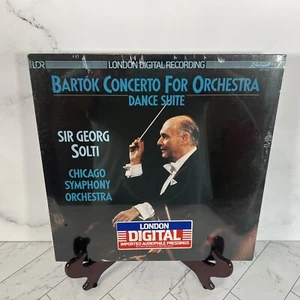 LDR
LONDON DIGITAL RECORDING
BARTÓK CONCERTO FOR ORCHESTRA
DANCE SUITE
SIR GEORG
SOLTI
CHICAGO
SYMPHONY
ORCHESTRA
LONDON
DIGITAL
IMPORTED AUDIOPHILE PRESSINGS